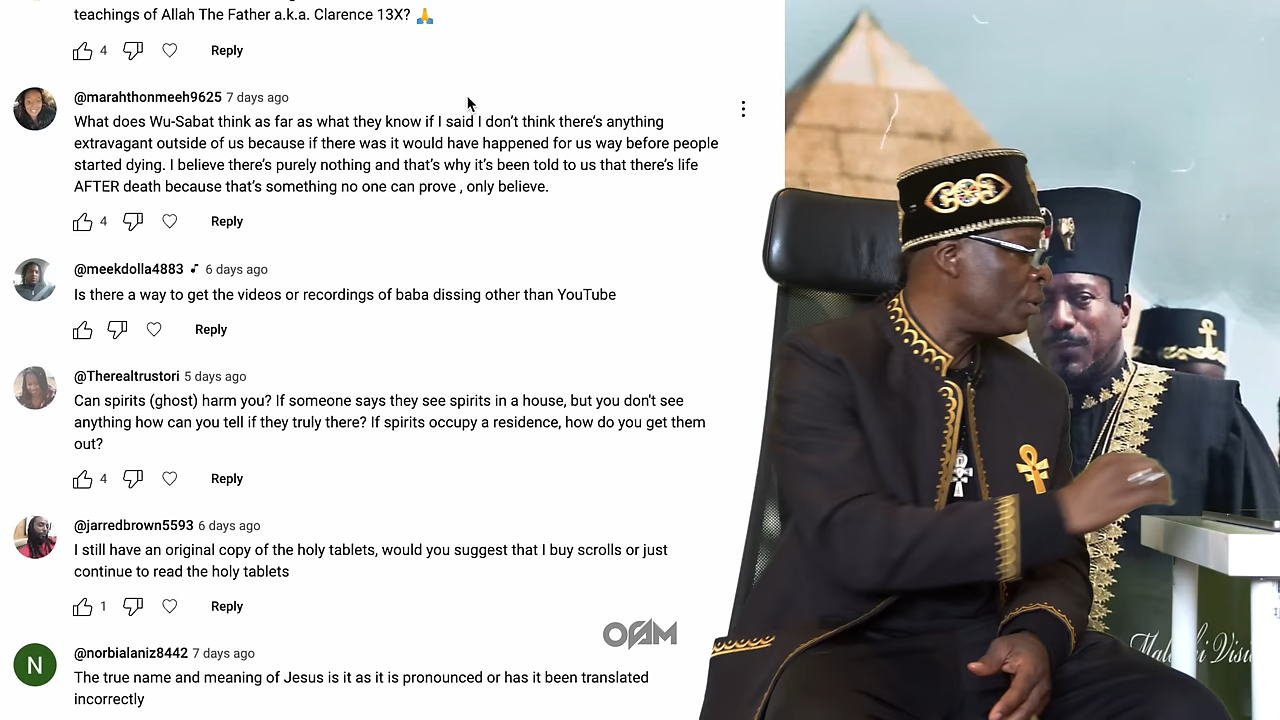 teachings of Allah The Father a.k.a. Clarence 13X? 🙏
4
Reply
@marahthonmeeh9625 7 days ago
What does Wu-Sabat think as far as what they know if I said I don't think there's anything
extravagant outside of us because if there was it would have happened for us way before people
started dying. I believe there's purely nothing and that's why it's been told to us that there's life
AFTER death because that's something no one can prove , only believe.
4
Reply
@meekdolla4883 6 days ago
Is there a way to get the videos or recordings of baba dissing other than YouTube
Reply
@Therealtrustori 5 days ago
Can spirits (ghost) harm you? If someone says they see spirits in a house, but you don't see
anything how can you tell if they truly there? If spirits occupy a residence, how do you get them
out?
4
Reply
@jarredbrown5593 6 days ago
I still have an original copy of the holy tablets, would you suggest that I buy scrolls or just
continue to read the holy tablets
1
Reply
OFAM
N
@norbialaniz8442 7 days ago
The true name and meaning of Jesus is it as it is pronounced or has it been translated
incorrectly